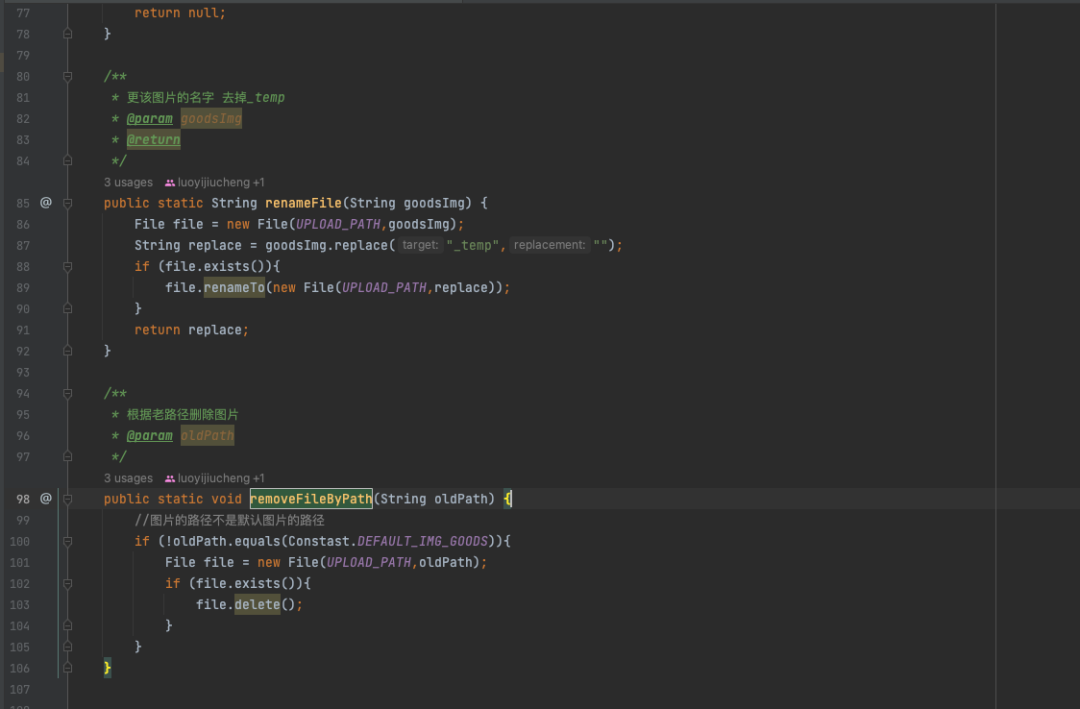 77 return null;
78 }
79
80 /**
81 * 更该图片的名字 去掉_temp
82 * @param goodsImg
83 * @return
84 */
3 usages luoyijiucheng +1
85 @ public static String renameFile(String goodsImg) {
86 File file = new File(UPLOAD_PATH,goodsImg);
87 String replace = goodsImg.replace( target: "_temp", replacement: "");
88 if (file.exists()){
89 file.renameTo(new File(UPLOAD_PATH,replace));
90 }
91 return replace;
92 }
93
94 /**
95 * 根据老路径删除图片
96 * @param oldPath
97 */
3 usages luoyijiucheng +1
98 @ public static void removeFileByPath(String oldPath) {
99 //图片的路径不是默认图片的路径
100 if (!oldPath.equals(Constast.DEFAULT_IMG_GOODS)){
101 File file = new File(UPLOAD_PATH,oldPath);
102 if (file.exists()){
103 file.delete();
104 }
105 }
106 }
107